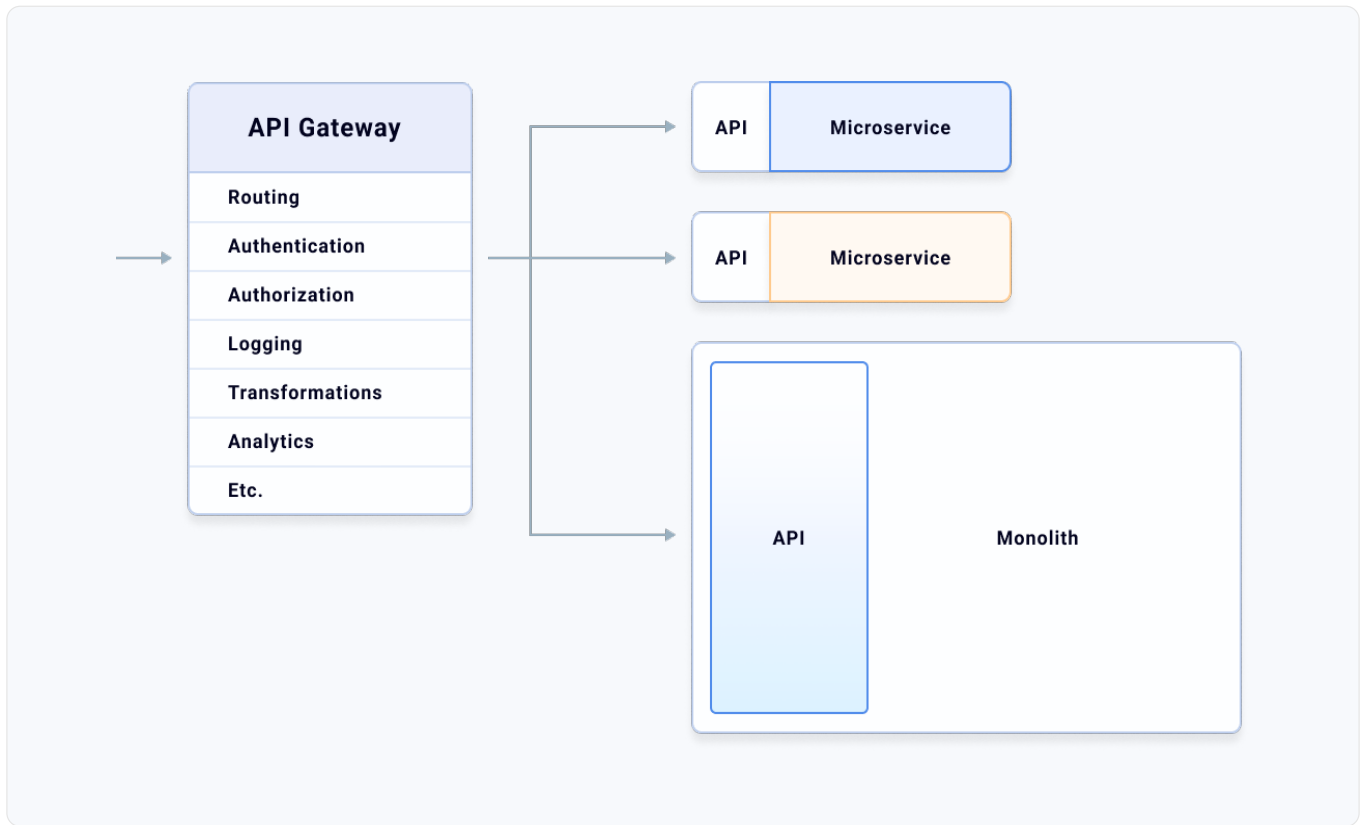 API Gateway
Routing
Authentication
Authorization
Logging
Transformations
Analytics
Etc.
API
Microservice
API
Microservice
API
Monolith